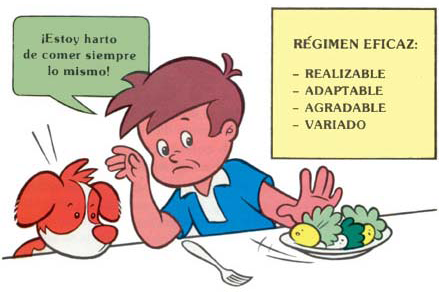 ¡Estoy harto
de comer siempre
lo mismo!
RÉGIMEN EFICAZ:
– REALIZABLE
– ADAPTABLE
– AGRADABLE
– VARIADO